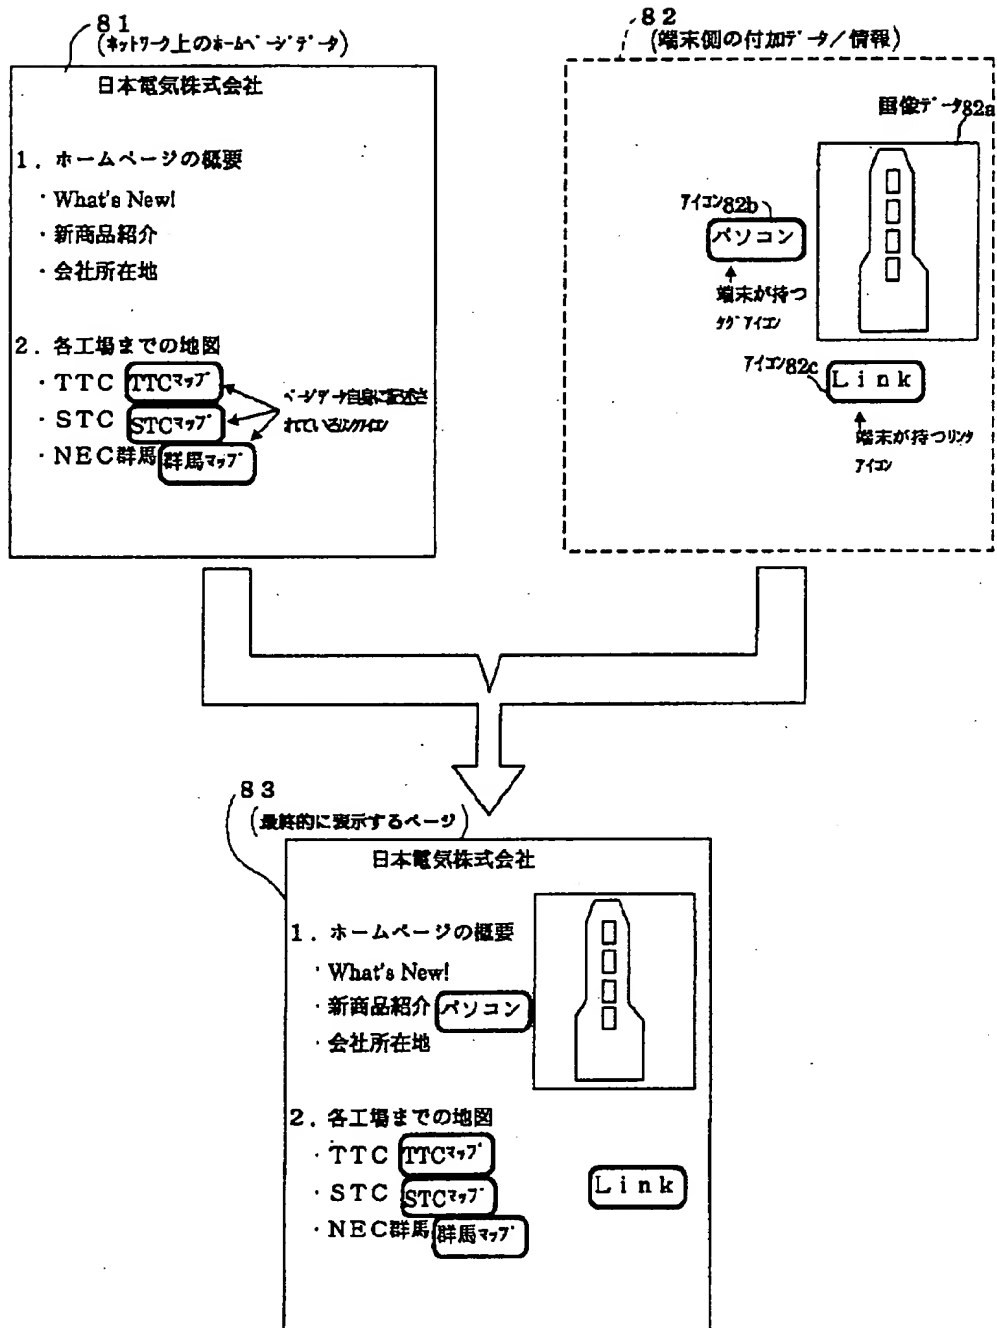 81
(ネットワーク上のホームページデータ)
日本電気株式会社
1. ホームページの概要
・What's New!
・新商品紹介
・会社所在地
2. 各工場までの地図
・TTC TTCマップ
・STC STCマップ
・NEC群馬 群馬マップ
ページデータ自身に記述さ
れているリンクアイコン
82
(端末側の付加データ/情報)
画像データ82a
アイコン82b
パソコン
端末が持つ
タグアイコン
アイコン82c
Link
端末が持つリンク
アイコン
83
(最終的に表示するページ)
日本電気株式会社
1. ホームページの概要
・What's New!
・新商品紹介 パソコン
・会社所在地
2. 各工場までの地図
・TTC TTCマップ
・STC STCマップ
・NEC群馬 群馬マップ
Link